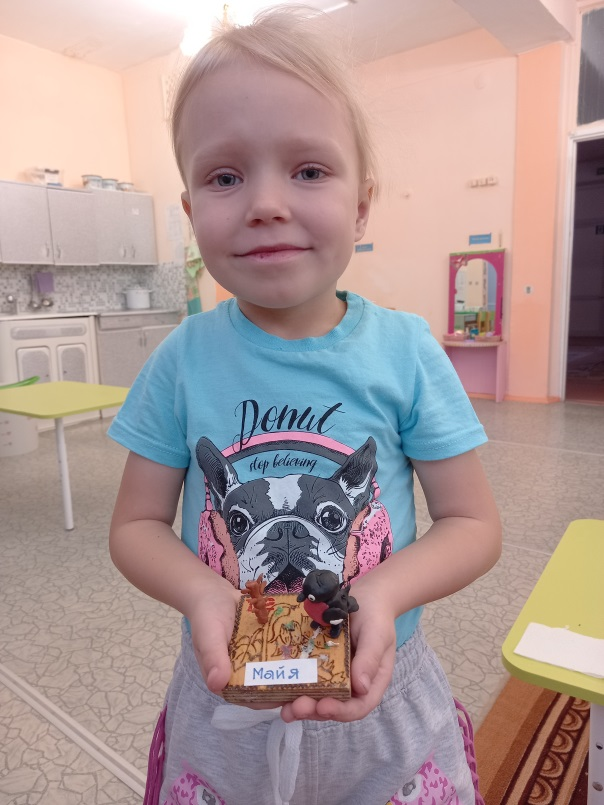 Donut
stop believing
Майя